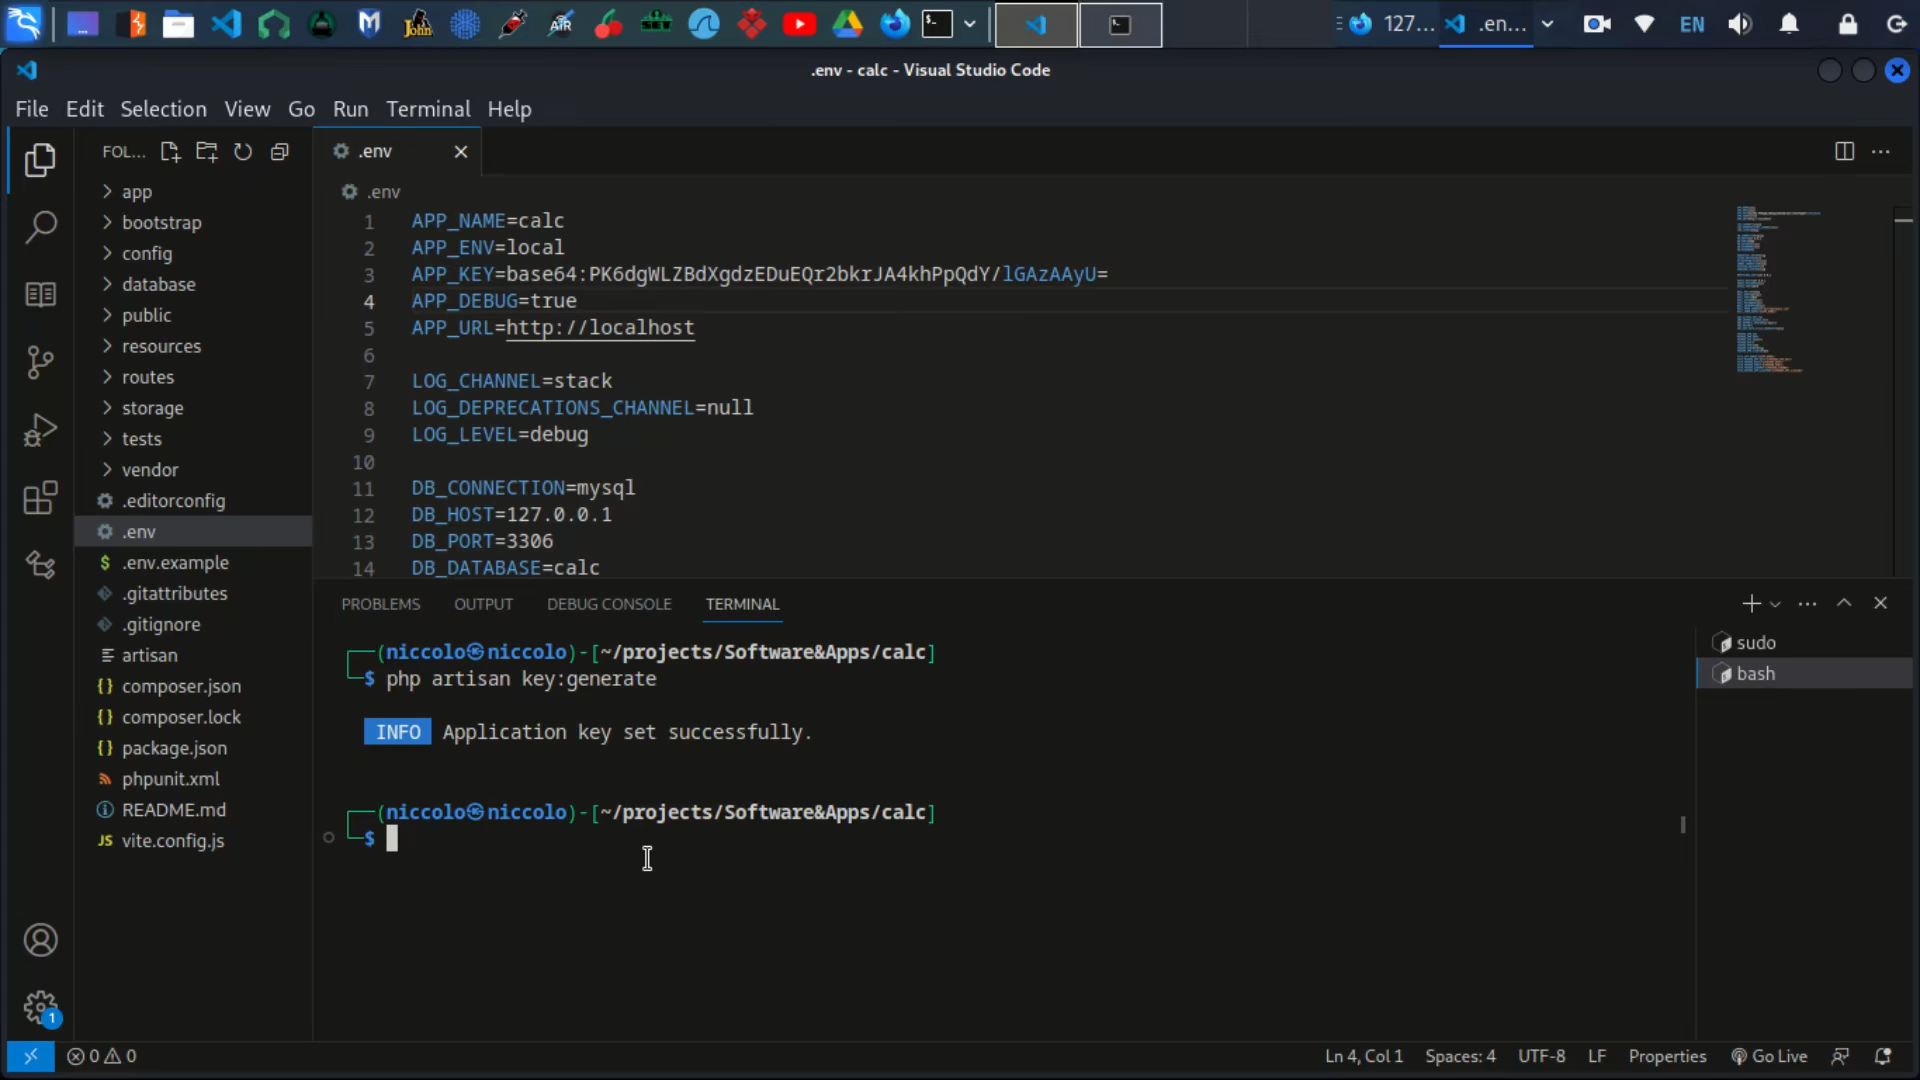 127...
.en...
EN
.env - calc - Visual Studio Code
File Edit Selection View Go Run Terminal Help
FOL...
.env
app
bootstrap
config
database
public
resources
routes
storage
tests
vendor
.editorconfig
.env
.env.example
.gitattributes
.gitignore
artisan
composer.json
composer.lock
package.json
phpunit.xml
README.md
JS vite.config.js
.env
1 APP_NAME=calc
2 APP_ENV=local
3 APP_KEY=base64:PK6dgWLZBdXgdzEDuEQr2bkrJA4khPpQdY/lGAzAAyU=
4 APP_DEBUG=true
5 APP_URL=http://localhost
6
7 LOG_CHANNEL=stack
8 LOG_DEPRECATIONS_CHANNEL=null
9 LOG_LEVEL=debug
10
11 DB_CONNECTION=mysql
12 DB_HOST=127.0.0.1
13 DB_PORT=3306
14 DB_DATABASE=calc
PROBLEMS OUTPUT DEBUG CONSOLE TERMINAL
(niccolo㉿niccolo)-[~/projects/Software&Apps/calc]
$ php artisan key:generate
INFO Application key set successfully.
(niccolo㉿niccolo)-[~/projects/Software&Apps/calc]
$
sudo
bash
1
0 0
Ln 4, Col 1 Spaces: 4 UTF-8 LF Properties Go Live